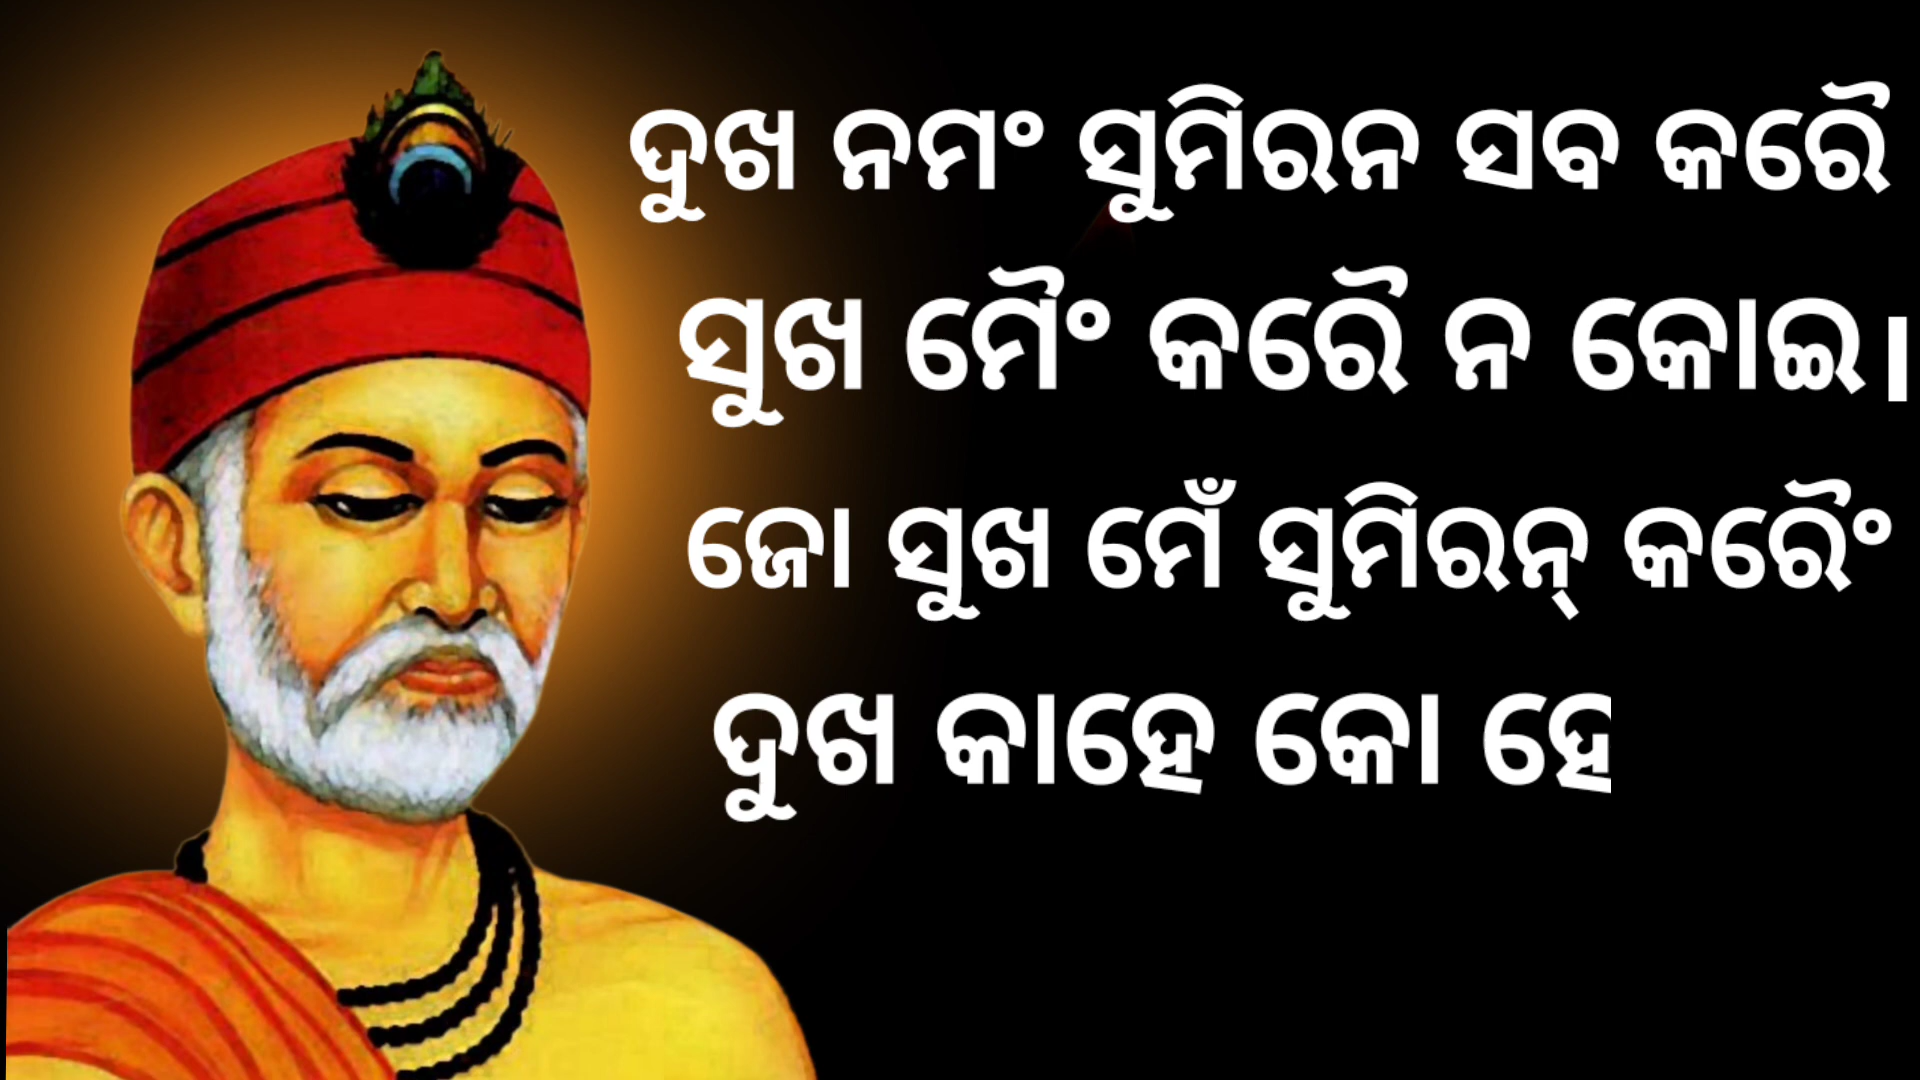 ଦୁଖ ନମଂ ସୁମିରନ ସବ କରୈ
ସୁଖ ମୈଂ କରୈ ନ କୋଇ।
ଜୋ ସୁଖ ମେଁ ସୁମିରନ୍ କରୈଂ
ଦୁଖ କାହେ କୋ ହେ